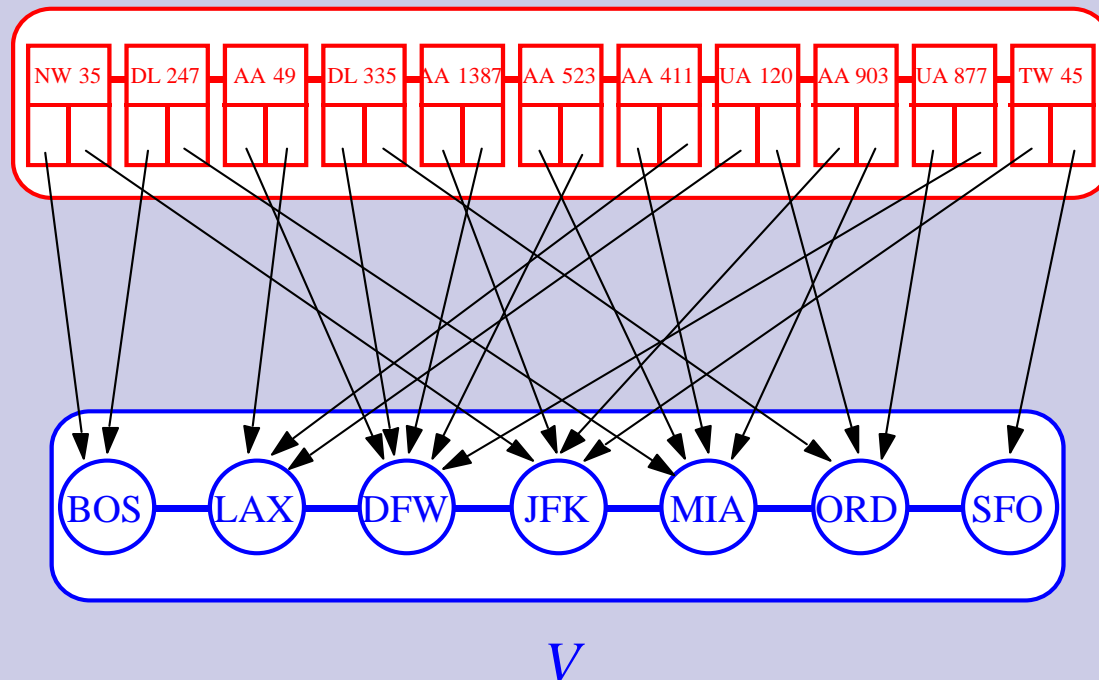 NW 35 DL 247 AA 49 DL 335 AA 1387 AA 523 AA 411 UA 120 AA 903 UA 877 TW 45
BOS LAX DFW JFK MIA ORD SFO
V